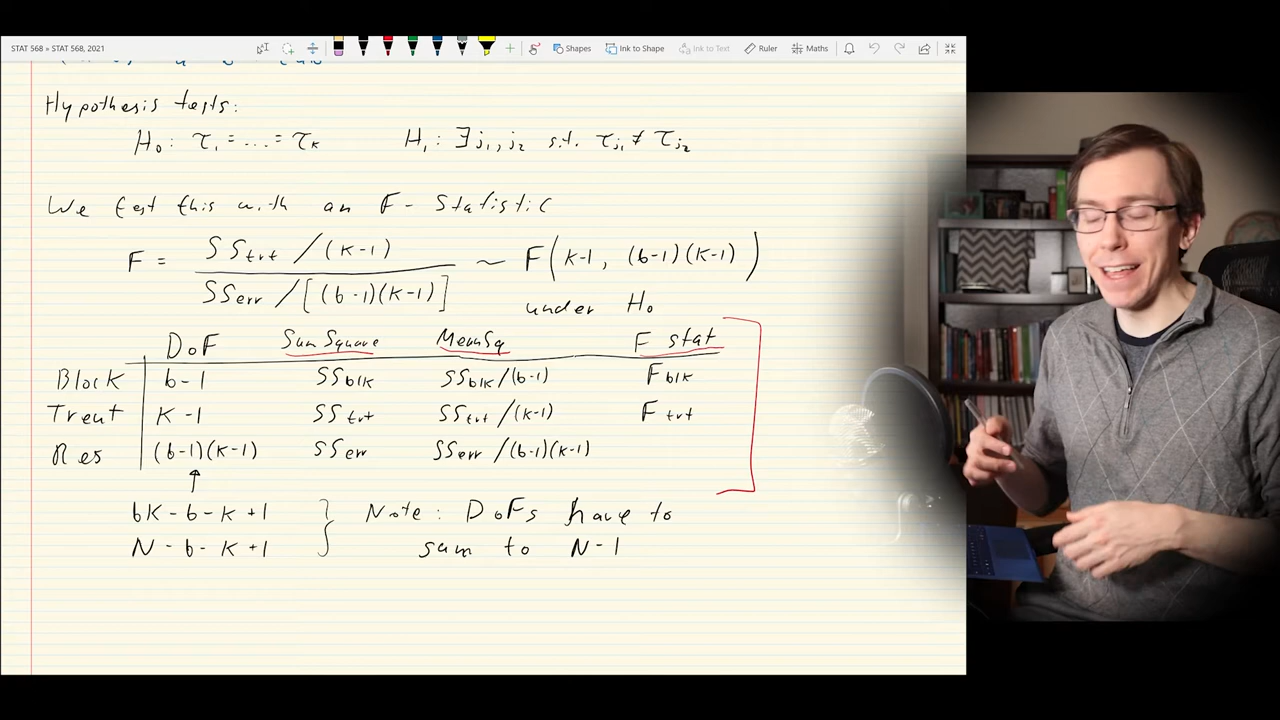 STAT 568 » STAT 568, 2021
Shapes Ink to Shape Ink to Text Ruler Maths
Hypothesis tests:
H₀: τ₁ = ... = τₖ H₁: ∃ j₁, j₂ s.t. τⱼ₁ ≠ τⱼ₂
We test this with an F-Statistic
F = SStrt / (k-1) / SSerr / [(b-1)(k-1)] ~ F(k-1, (b-1)(k-1))
under H₀
DoF Sum Square Mean Sq F stat
Block b-1 SSblk SSblk/(b-1) Fblk
Treat k-1 SStrt SStrt/(k-1) Ftrt
Res (b-1)(k-1) SSerr SSerr/(b-1)(k-1)
bk-b-k+1 } Note: DoFs have to
N-b-k+1 sum to N-1